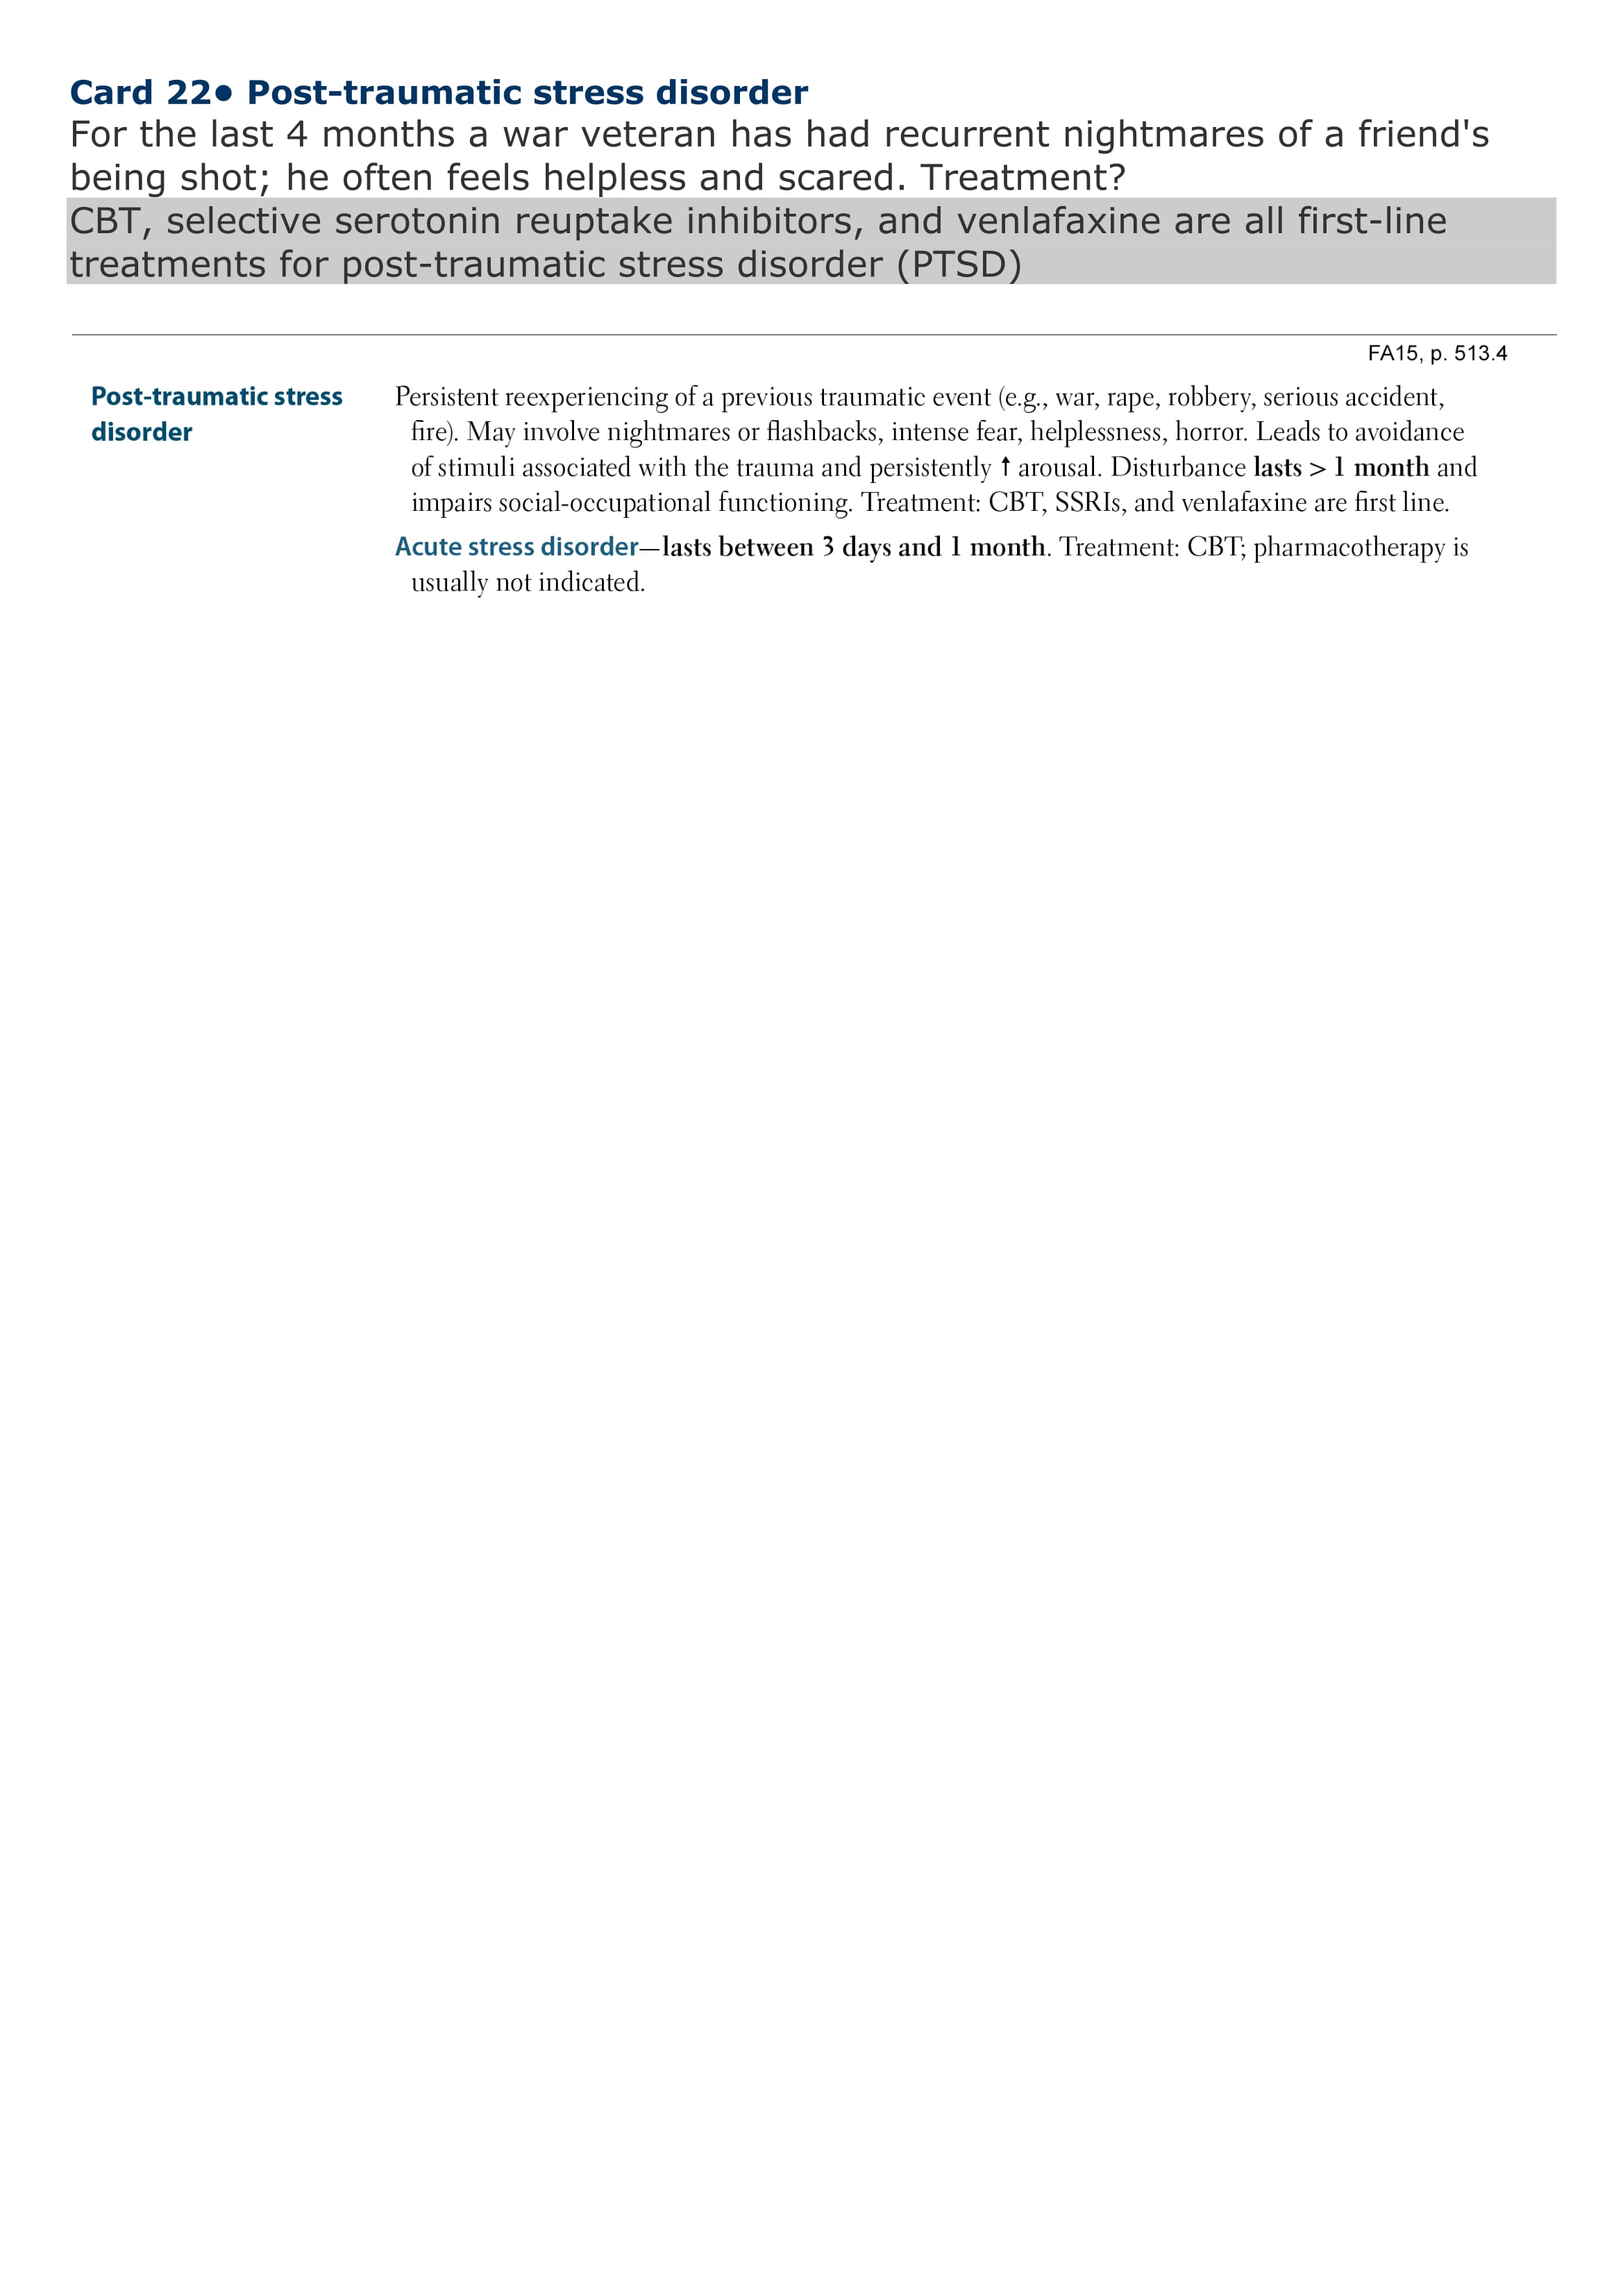 Card 22● Post-traumatic stress disorder
For the last 4 months a war veteran has had recurrent nightmares of a friend's
being shot; he often feels helpless and scared. Treatment?
CBT, selective serotonin reuptake inhibitors, and venlafaxine are all first-line
treatments for post-traumatic stress disorder (PTSD)
FA15, p. 513.4
Post-traumatic stress
disorder
Persistent reexperiencing of a previous traumatic event (e.g., war, rape, robbery, serious accident,
fire). May involve nightmares or flashbacks, intense fear, helplessness, horror. Leads to avoidance
of stimuli associated with the trauma and persistently ↑ arousal. Disturbance lasts > 1 month and
impairs social-occupational functioning. Treatment: CBT, SSRIs, and venlafaxine are first line.
Acute stress disorder—lasts between 3 days and 1 month. Treatment: CBT; pharmacotherapy is
usually not indicated.